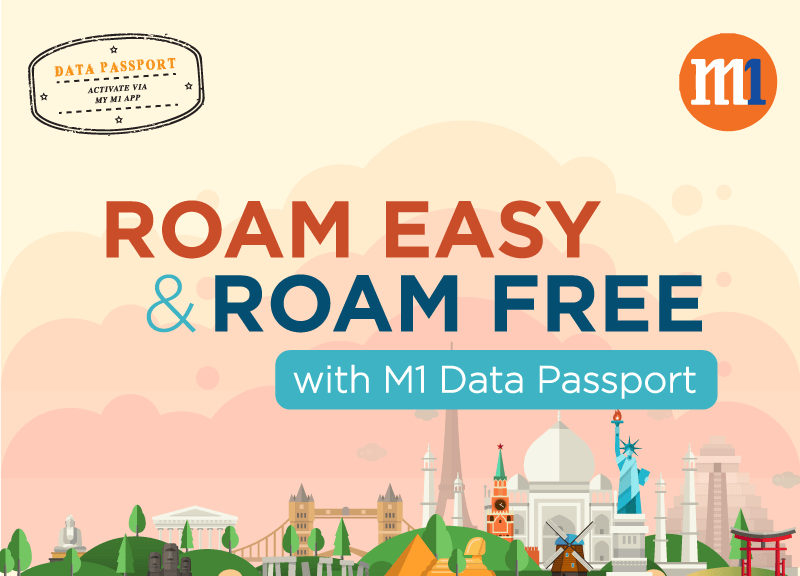 DATA PASSPORT
ACTIVATE VIA
MY M1 APP
m1
ROAM EASY
& ROAM FREE
with M1 Data Passport